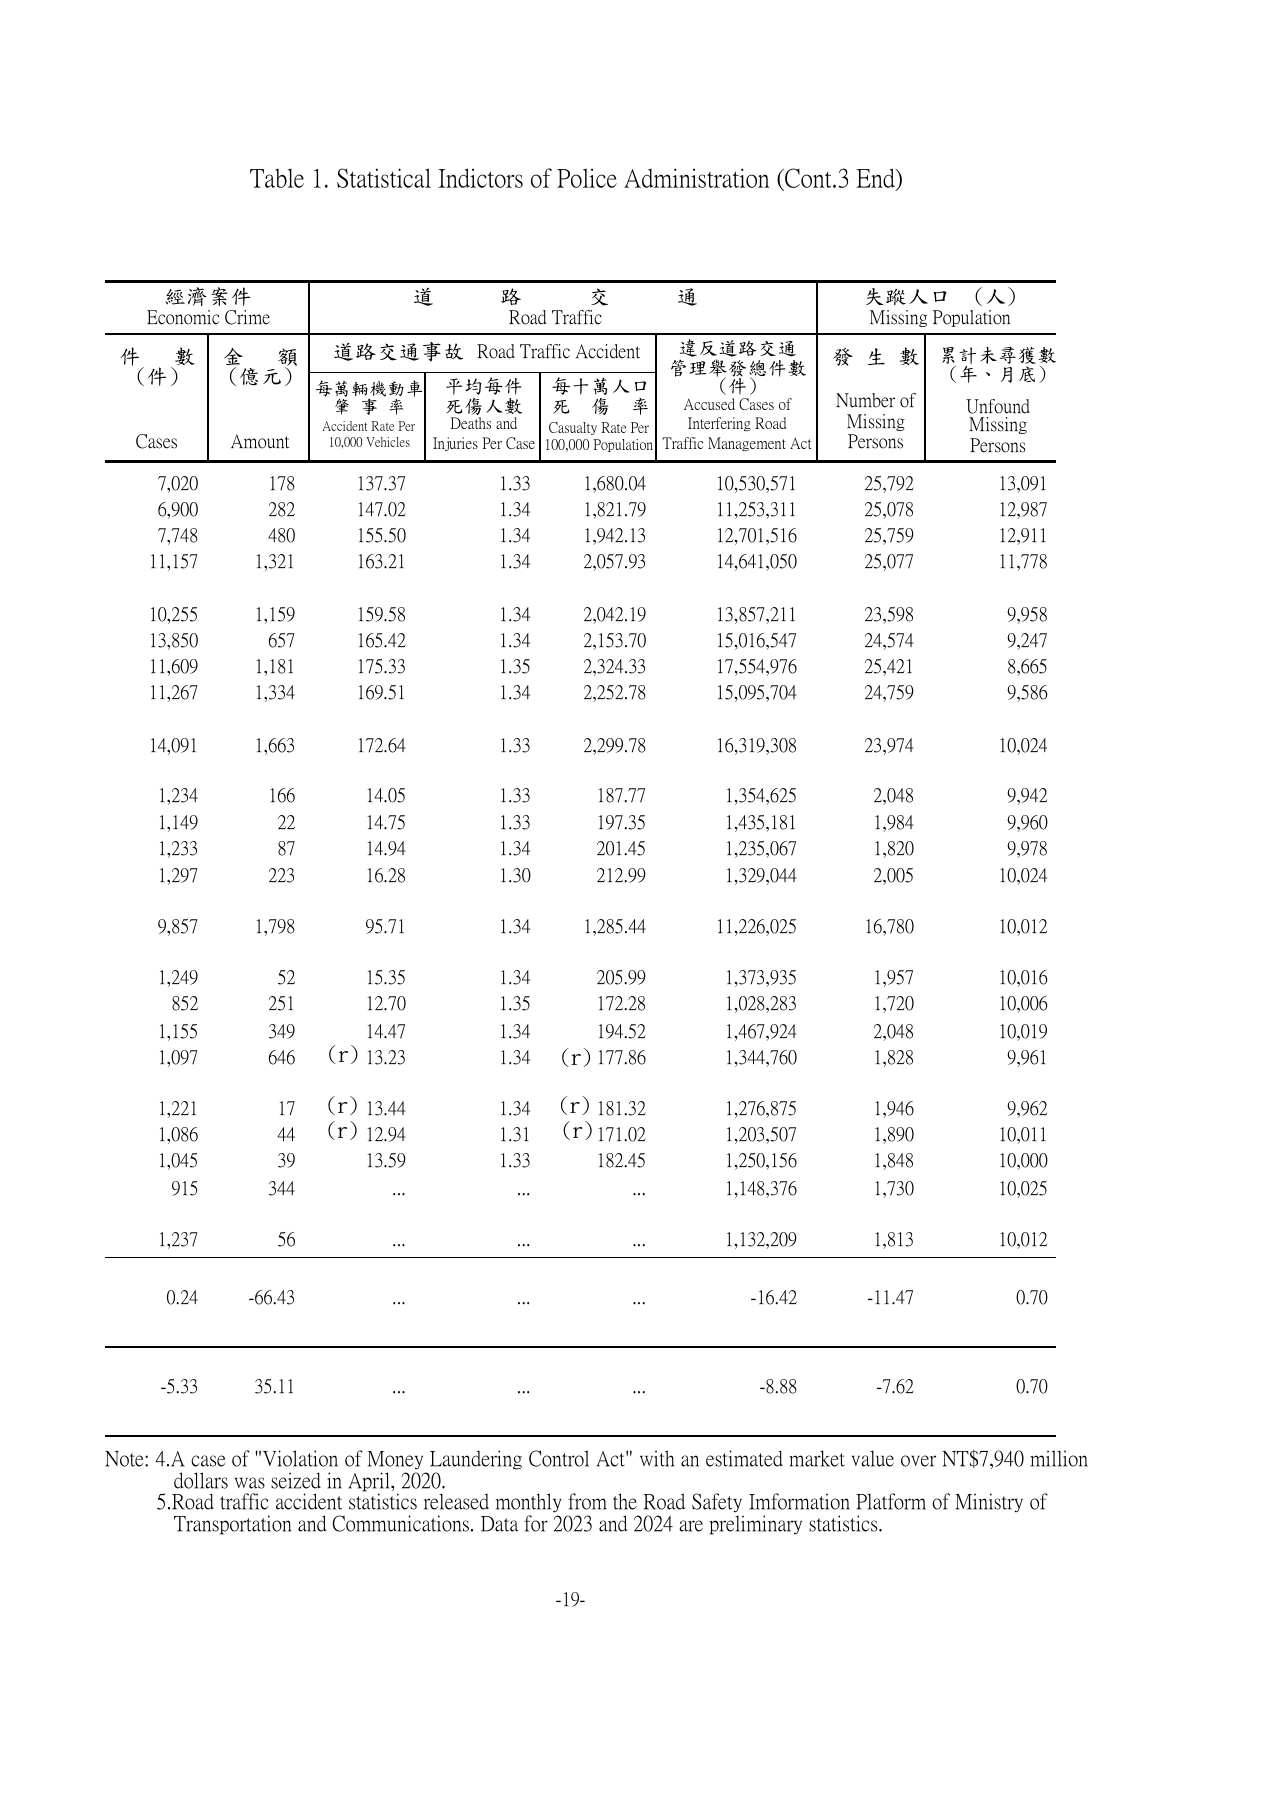 Table 1. Statistical Indictors of Police Administration (Cont.3 End)
經濟案件 道 路 交 通 失蹤人口 （人）
Economic Crime Road Traffic Missing Population
件 數 金 額 道路交通事故 Road Traffic Accident 違反道路交通 發 生 數 累計未尋獲數
（件） （億元） 管理舉發總件數 （年、月底）
每萬輛機動車 平均每件 每十萬人口 （件）
肇 事 率 死傷人數 死 傷 率 Accused Cases of Number of Unfound
Accident Rate Per Deaths and Casualty Rate Per Interfering Road Missing Missing
Cases Amount 10,000 Vehicles Injuries Per Case 100,000 Population Traffic Management Act Persons Persons
7,020 178 137.37 1.33 1,680.04 10,530,571 25,792 13,091
6,900 282 147.02 1.34 1,821.79 11,253,311 25,078 12,987
7,748 480 155.50 1.34 1,942.13 12,701,516 25,759 12,911
11,157 1,321 163.21 1.34 2,057.93 14,641,050 25,077 11,778
10,255 1,159 159.58 1.34 2,042.19 13,857,211 23,598 9,958
13,850 657 165.42 1.34 2,153.70 15,016,547 24,574 9,247
11,609 1,181 175.33 1.35 2,324.33 17,554,976 25,421 8,665
11,267 1,334 169.51 1.34 2,252.78 15,095,704 24,759 9,586
14,091 1,663 172.64 1.33 2,299.78 16,319,308 23,974 10,024
1,234 166 14.05 1.33 187.77 1,354,625 2,048 9,942
1,149 22 14.75 1.33 197.35 1,435,181 1,984 9,960
1,233 87 14.94 1.34 201.45 1,235,067 1,820 9,978
1,297 223 16.28 1.30 212.99 1,329,044 2,005 10,024
9,857 1,798 95.71 1.34 1,285.44 11,226,025 16,780 10,012
1,249 52 15.35 1.34 205.99 1,373,935 1,957 10,016
852 251 12.70 1.35 172.28 1,028,283 1,720 10,006
1,155 349 14.47 1.34 194.52 1,467,924 2,048 10,019
1,097 646 (r) 13.23 1.34 (r) 177.86 1,344,760 1,828 9,961
1,221 17 (r) 13.44 1.34 (r) 181.32 1,276,875 1,946 9,962
1,086 44 (r) 12.94 1.31 (r) 171.02 1,203,507 1,890 10,011
1,045 39 13.59 1.33 182.45 1,250,156 1,848 10,000
915 344 ... ... ... 1,148,376 1,730 10,025
1,237 56 ... ... ... 1,132,209 1,813 10,012
0.24 -66.43 ... ... ... -16.42 -11.47 0.70
-5.33 35.11 ... ... ... -8.88 -7.62 0.70
Note: 4.A case of "Violation of Money Laundering Control Act" with an estimated market value over NT$7,940 million
dollars was seized in April, 2020.
5.Road traffic accident statistics released monthly from the Road Safety Imformation Platform of Ministry of
Transportation and Communications. Data for 2023 and 2024 are preliminary statistics.
-19-